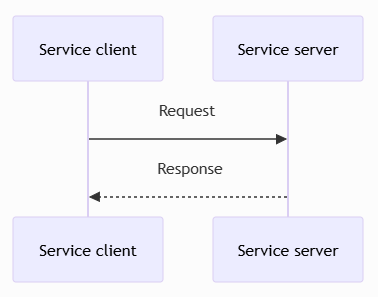 Service client
Service server
Request
Response
Service client
Service server